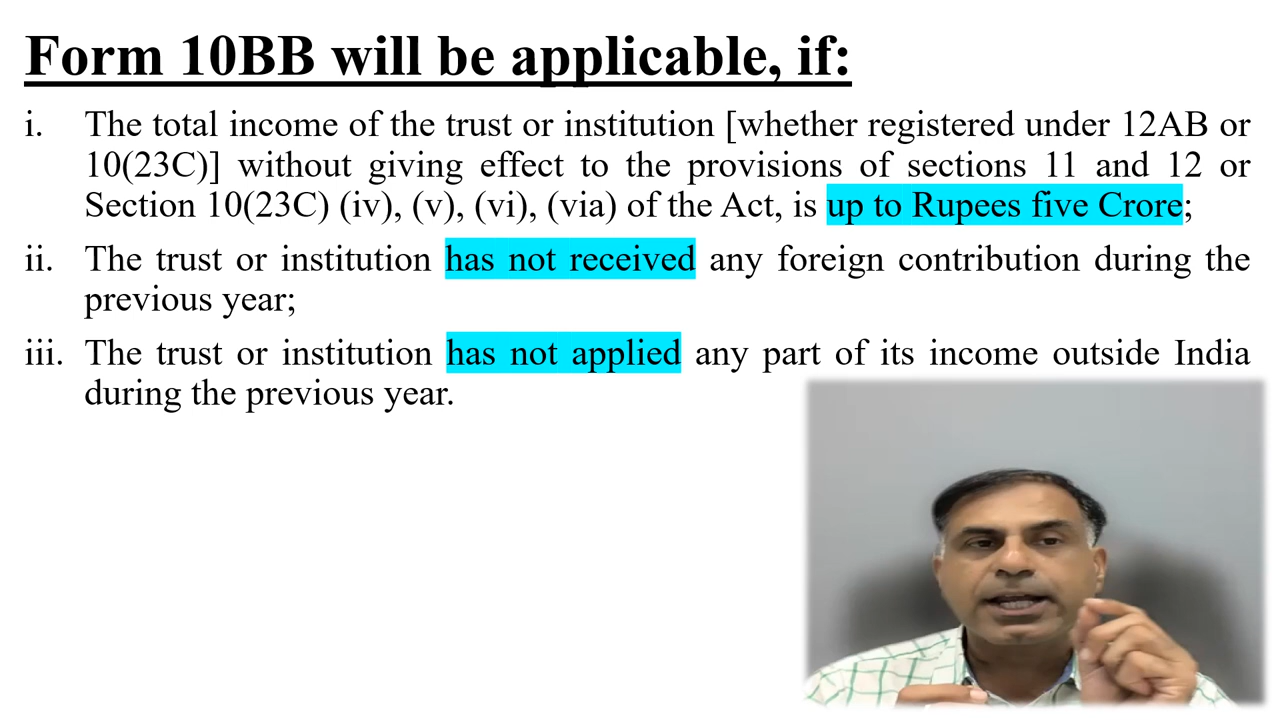 Form 10BB will be applicable, if:
i. The total income of the trust or institution [whether registered under 12AB or
10(23C)] without giving effect to the provisions of sections 11 and 12 or
Section 10(23C) (iv), (v), (vi), (via) of the Act, is up to Rupees five Crore;
ii. The trust or institution has not received any foreign contribution during the
previous year;
iii. The trust or institution has not applied any part of its income outside India
during the previous year.